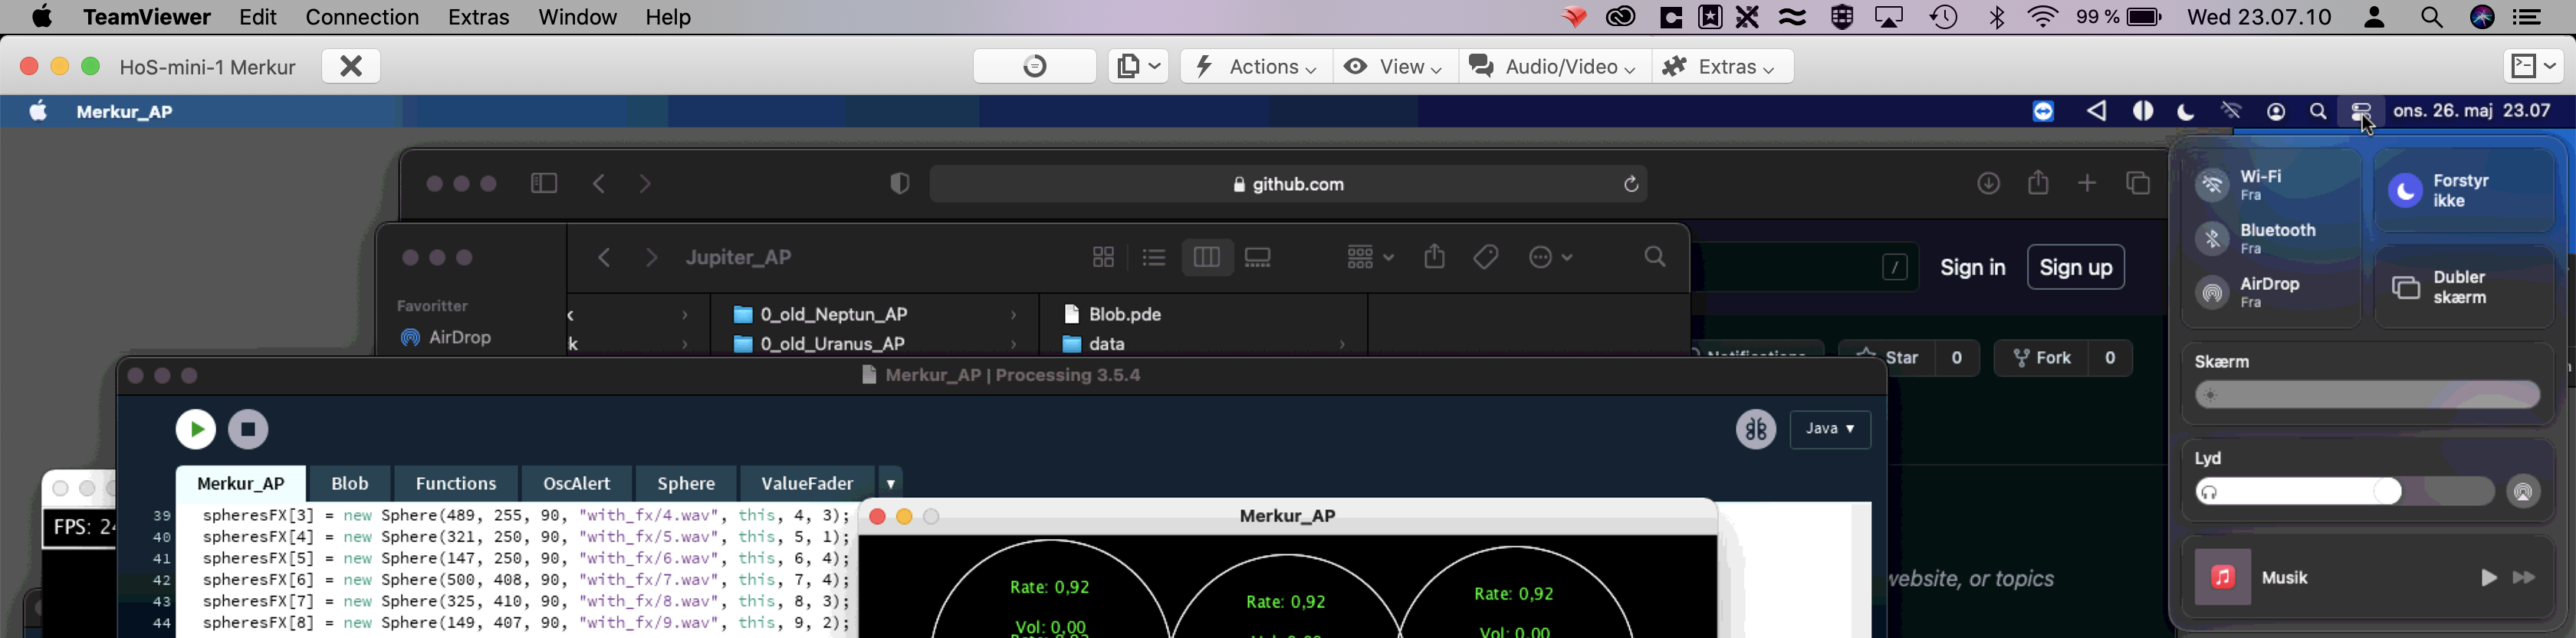 TeamViewer Edit Connection Extras Window Help 99 % Wed 23.07.10
HoS-mini-1 Merkur Actions View Audio/Video Extras
Merkur_AP ons. 26. maj 23.07
github.com
Jupiter_AP
Favoritter
AirDrop
k
0_old_Neptun_AP
0_old_Uranus_AP
Blob.pde
data
/ Sign in Sign up
Notifications Star 0 Fork 0
Wi-Fi
Fra
Bluetooth
Fra
AirDrop
Fra
Forstyr
ikke
Dubler
skærm
Skærm
Lyd
Musik
Merkur_AP | Processing 3.5.4
Java ▾
Merkur_AP Blob Functions OscAlert Sphere ValueFader ▾
FPS: 24
39 spheresFX[3] = new Sphere(489, 255, 90, "with_fx/4.wav", this, 4, 3);
40 spheresFX[4] = new Sphere(321, 250, 90, "with_fx/5.wav", this, 5, 1);
41 spheresFX[5] = new Sphere(147, 250, 90, "with_fx/6.wav", this, 6, 4);
42 spheresFX[6] = new Sphere(500, 408, 90, "with_fx/7.wav", this, 7, 4);
43 spheresFX[7] = new Sphere(325, 410, 90, "with_fx/8.wav", this, 8, 3);
44 spheresFX[8] = new Sphere(149, 407, 90, "with_fx/9.wav", this, 9, 2);
Merkur_AP
Rate: 0,92
Vol: 0,00
Rate: 0,92
Rate: 0,92
Vol: 0,00
website, or topics